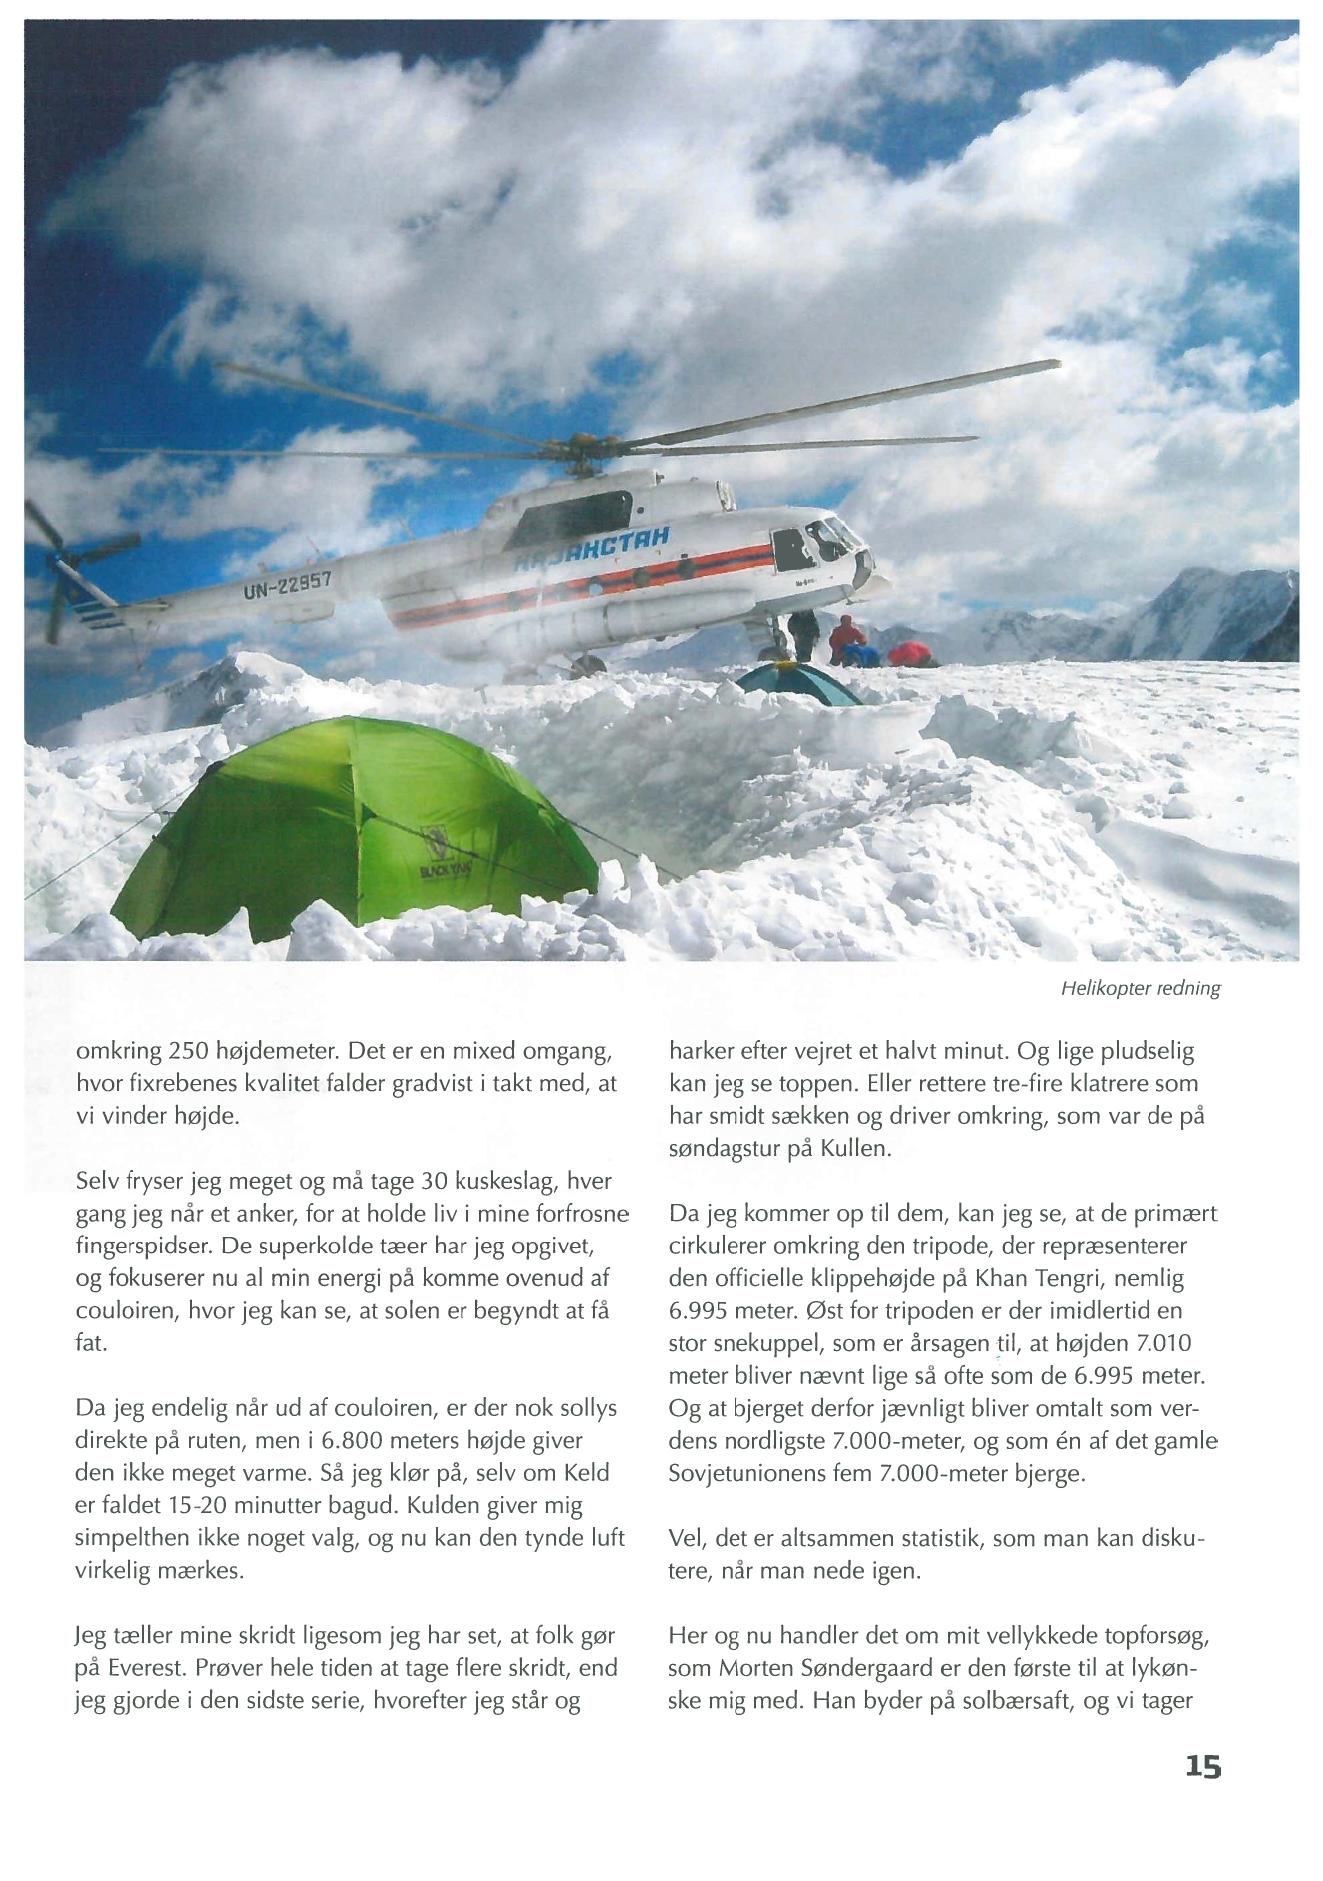 UN-22957
КАЗАКСТАН
BLACK YAK
Helikopter redning
omkring 250 højdemeter. Det er en mixed omgang,
hvor fixrebenes kvalitet falder gradvist i takt med, at
vi vinder højde.
Selv fryser jeg meget og må tage 30 kuskeslag, hver
gang jeg når et anker, for at holde liv i mine forfrosne
fingerspidser. De superkolde tæer har jeg opgivet,
og fokuserer nu al min energi på komme ovenud af
couloiren, hvor jeg kan se, at solen er begyndt at få
fat.
Da jeg endelig når ud af couloiren, er der nok sollys
direkte på ruten, men i 6.800 meters højde giver
den ikke meget varme. Så jeg klør på, selv om Keld
er faldet 15-20 minutter bagud. Kulden giver mig
simpelthen ikke noget valg, og nu kan den tynde luft
virkelig mærkes.
Jeg tæller mine skridt ligesom jeg har set, at folk gør
på Everest. Prøver hele tiden at tage flere skridt, end
jeg gjorde i den sidste serie, hvorefter jeg står og
harker efter vejret et halvt minut. Og lige pludselig
kan jeg se toppen. Eller rettere tre-fire klatrere som
har smidt sækken og driver omkring, som var de på
søndagstur på Kullen.
Da jeg kommer op til dem, kan jeg se, at de primært
cirkulerer omkring den tripode, der repræsenterer
den officielle klippehøjde på Khan Tengri, nemlig
6.995 meter. Øst for tripoden er der imidlertid en
stor snekuppel, som er årsagen til, at højden 7.010
meter bliver nævnt lige så ofte som de 6.995 meter.
Og at bjerget derfor jævnligt bliver omtalt som ver-
dens nordligste 7.000-meter, og som én af det gamle
Sovjetunionens fem 7.000-meter bjerge.
Vel, det er altsammen statistik, som man kan disku-
tere, når man nede igen.
Her og nu handler det om mit vellykkede topforsøg,
som Morten Søndergaard er den første til at lykøn-
ske mig med. Han byder på solbærsaft, og vi tager
15